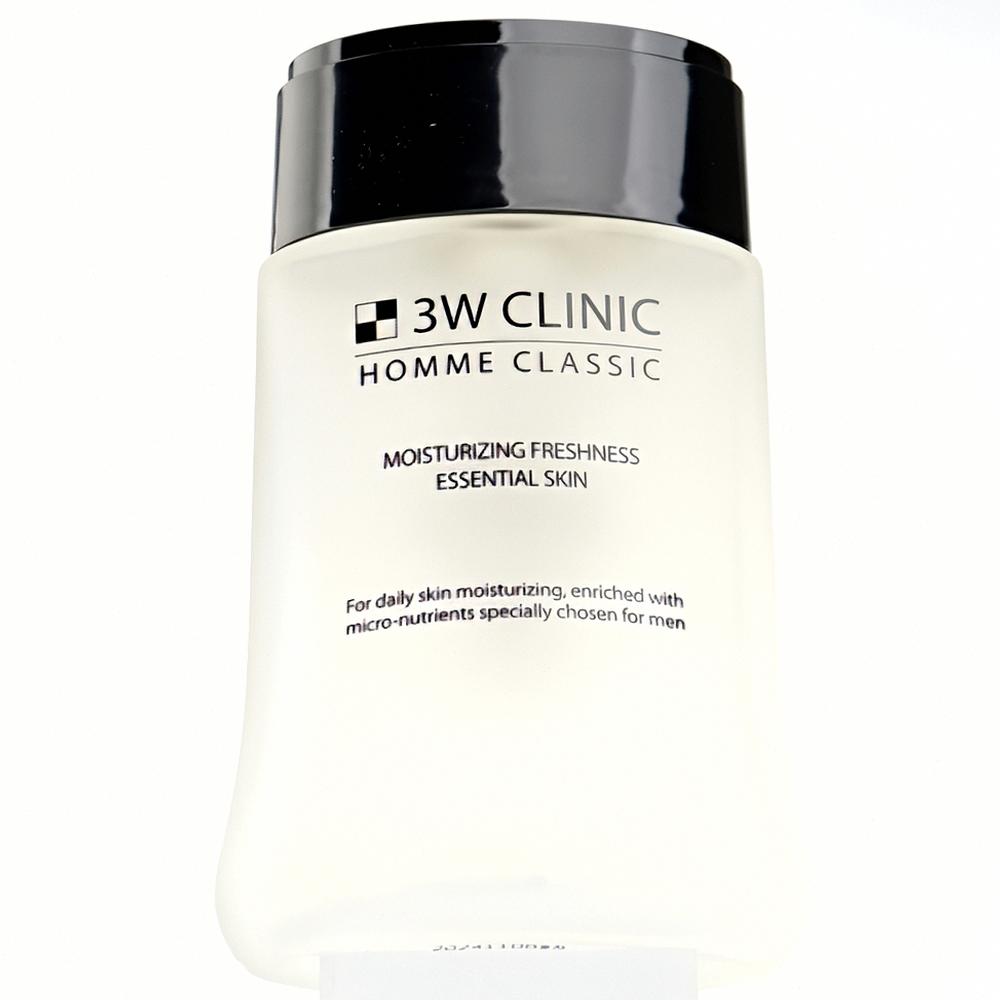 3W CLINIC
HOMME CLASSIC
MOISTURIZING FRESHNESS
ESSENTIAL SKIN
For daily skin moisturizing, enriched with
micro-nutrients specially chosen for men